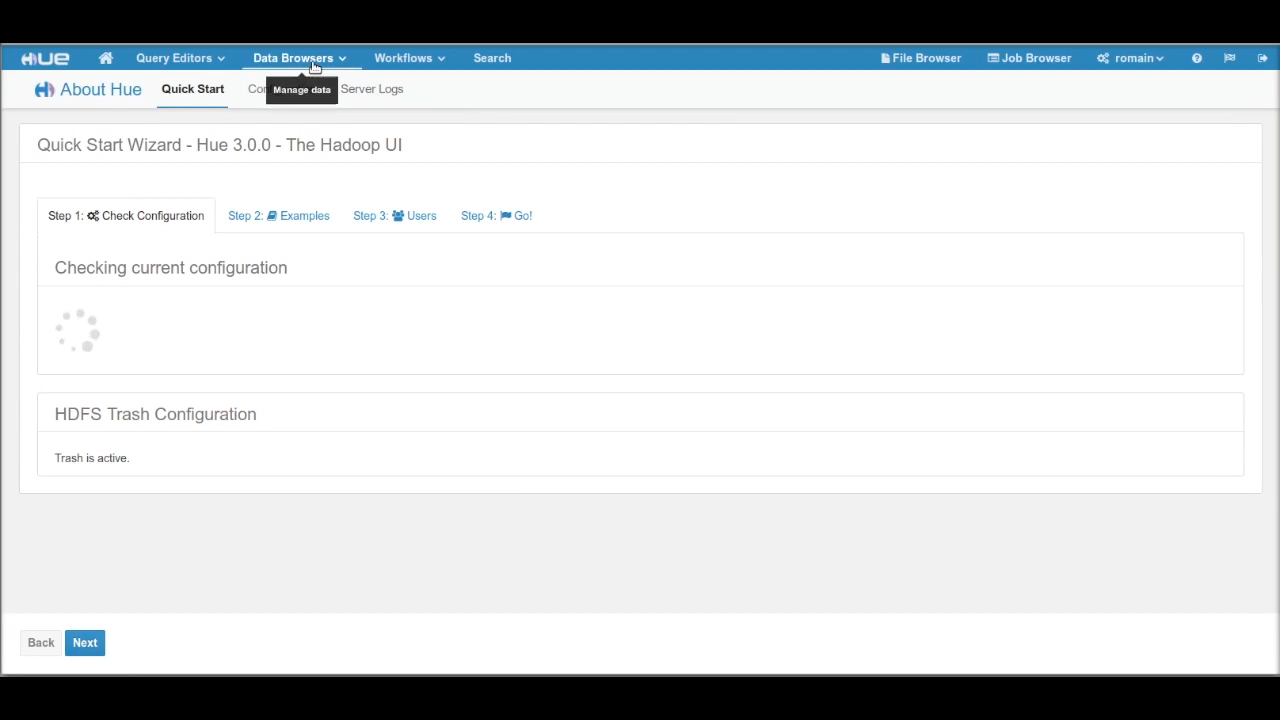 HUE Query Editors Data Browsers Workflows Search File Browser Job Browser romain
About Hue Quick Start Manage data Server Logs
Quick Start Wizard - Hue 3.0.0 - The Hadoop UI
Step 1: Check Configuration Step 2: Examples Step 3: Users Step 4: Go!
Checking current configuration
HDFS Trash Configuration
Trash is active.
Back Next